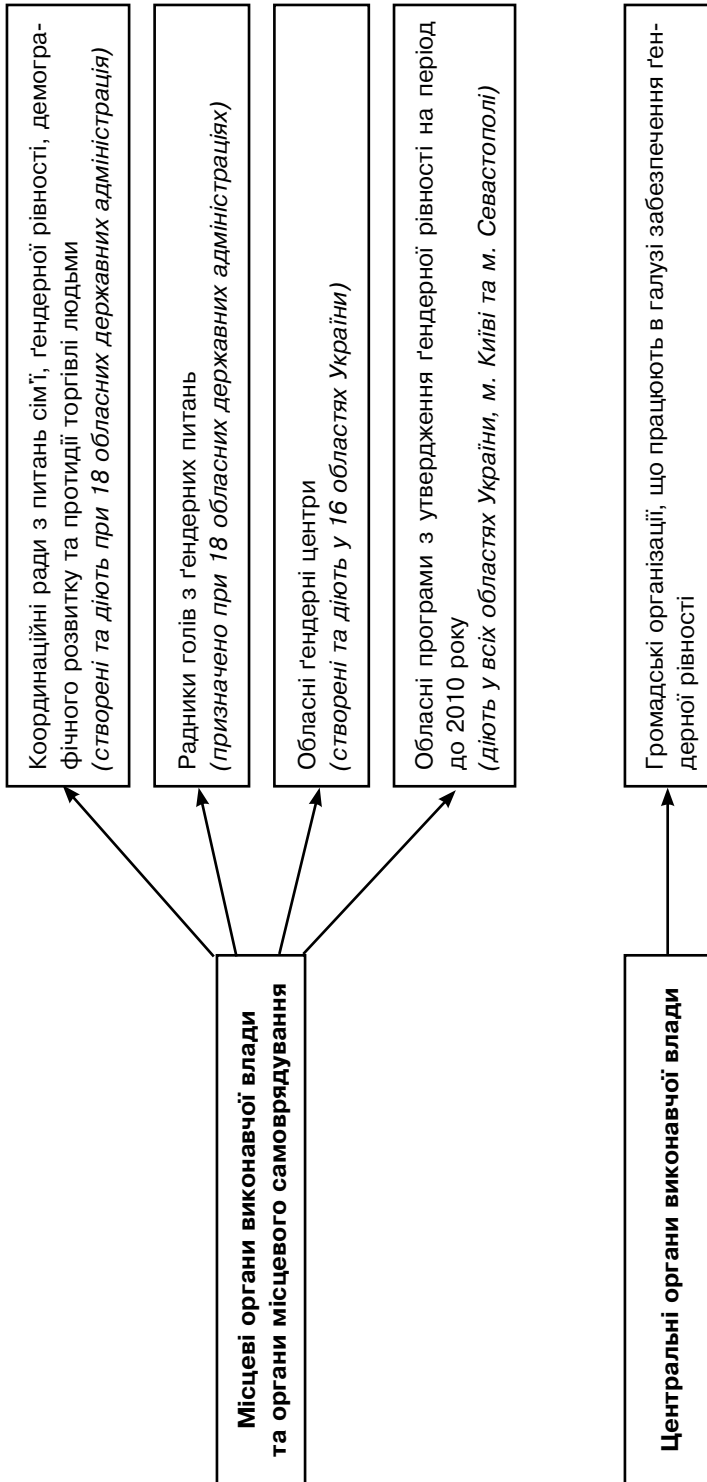 Місцеві органи виконавчої влади
та органи місцевого самоврядування
Координаційні ради з питань сім'ї, ґендерної рівності, демогра-
фічного розвитку та протидії торгівлі людьми
(створені та діють при 18 обласних державних адміністрація)
Радники голів з ґендерних питань
(призначено при 18 обласних державних адміністраціях)
Обласні ґендерні центри
(створені та діють у 16 областях України)
Обласні програми з утвердження ґендерної рівності на період
до 2010 року
(діють у всіх областях України, м. Київі та м. Севастополі)
Центральні органи виконавчої влади
Громадські організації, що працюють в галузі забезпечення ґен-
дерної рівності